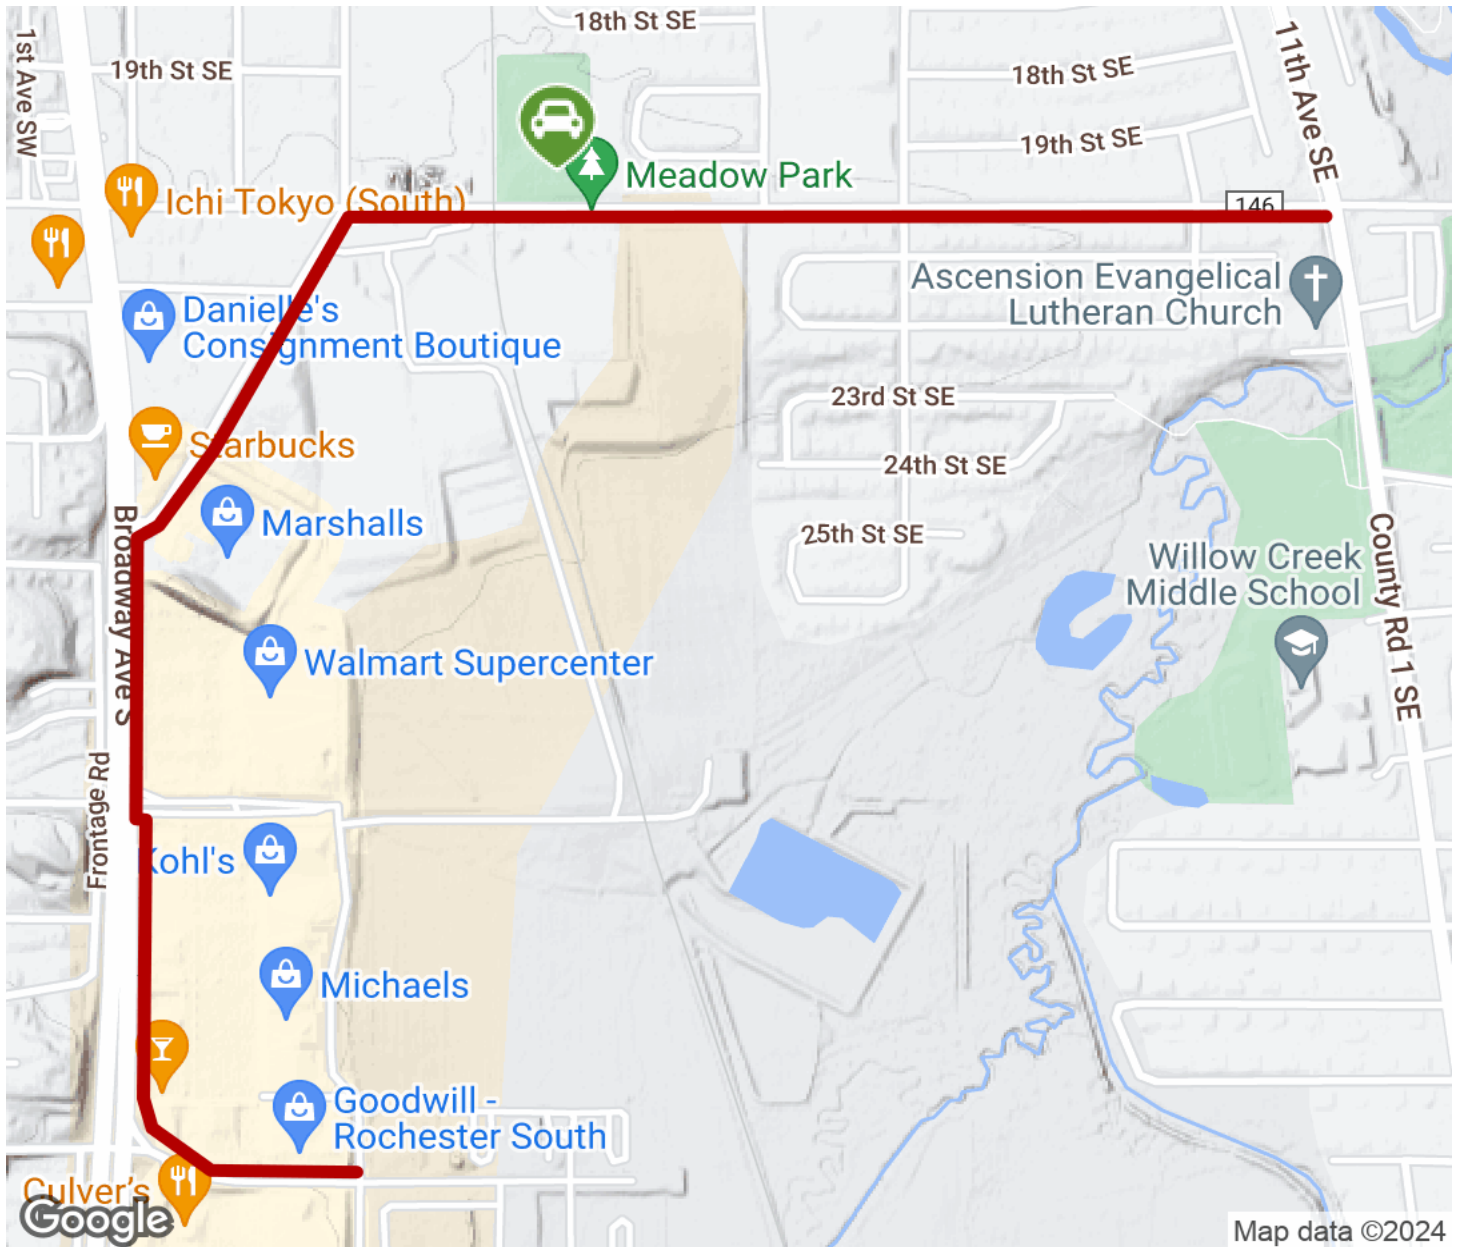 18th St SE
1st Ave SW
19th St SE
11th Ave SE
18th St SE
19th St SE
Meadow Park
Ichi Tokyo (South)
146
Ascension Evangelical
Lutheran Church
Danielle's
Consignment Boutique
23rd St SE
Starbucks
24th St SE
Marshalls
25th St SE
Broadway Ave S
County Rd 1 SE
Willow Creek
Middle School
Walmart Supercenter
Frontage Rd
Kohl's
Michaels
Goodwill -
Rochester South
Culver's
Google
Map data ©2024